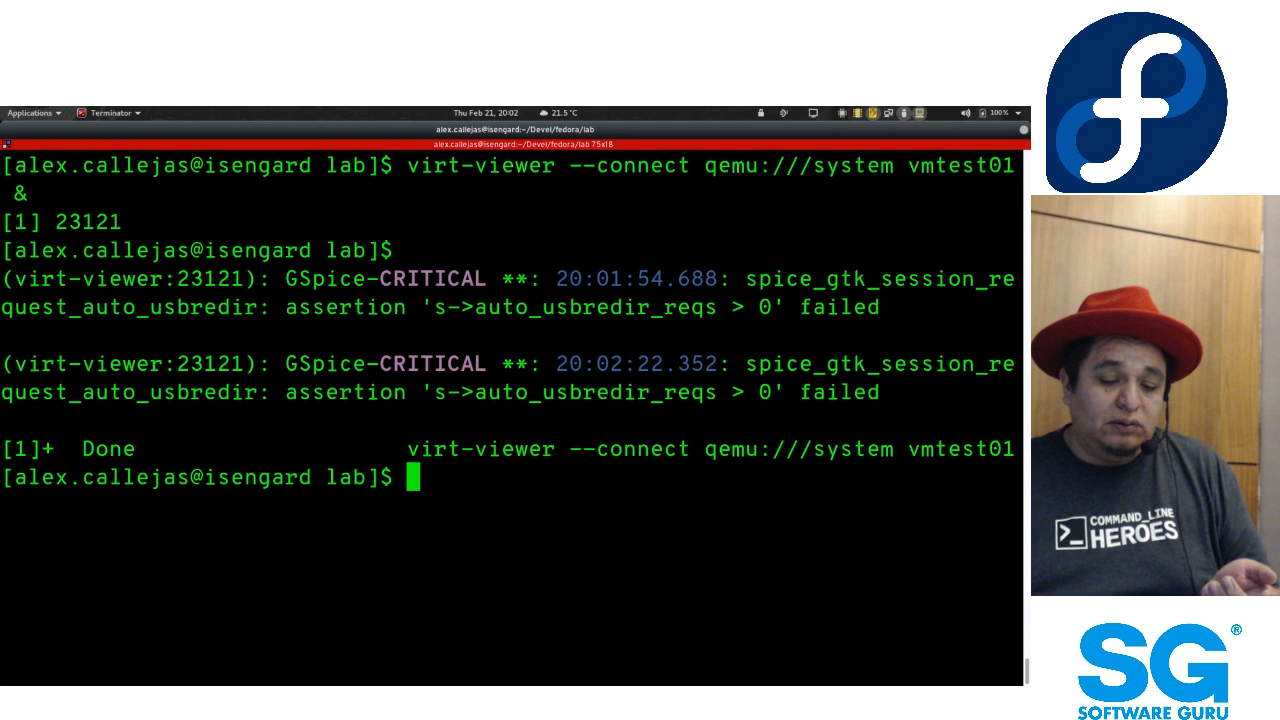 Applications
Terminator
Thu Feb 21, 20:02
21.5 °C
100%
alex.callejas@isengard:~/Devel/fedora/lab
alex.callejas@isengard:~/Devel/fedora/lab 75x18
[alex.callejas@isengard lab]$ virt-viewer --connect qemu:///system vmtest01
&
[1] 23121
[alex.callejas@isengard lab]$
(virt-viewer:23121): GSpice-CRITICAL **: 20:01:54.688: spice_gtk_session_re
quest_auto_usbredir: assertion 's->auto_usbredir_reqs > 0' failed
(virt-viewer:23121): GSpice-CRITICAL **: 20:02:22.352: spice_gtk_session_re
quest_auto_usbredir: assertion 's->auto_usbredir_reqs > 0' failed
[1]+  Done                    virt-viewer --connect qemu:///system vmtest01
[alex.callejas@isengard lab]$
>_ COMMAND_LINE
HEROES
SG®
SOFTWARE GURU